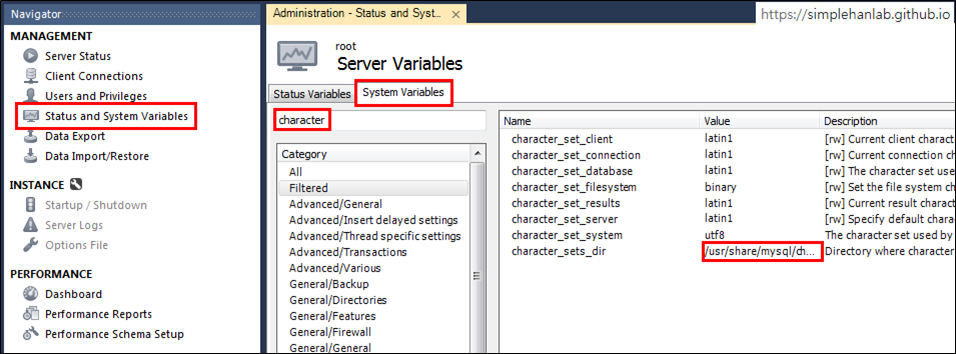 Navigator
MANAGEMENT
Server Status
Client Connections
Users and Privileges
Status and System Variables
Data Export
Data Import/Restore
INSTANCE
Startup / Shutdown
Server Logs
Options File
PERFORMANCE
Dashboard
Performance Reports
Performance Schema Setup
Administration - Status and Syst...
https://simplehanlab.github.io
root
Server Variables
Status Variables System Variables
character
Category
All
Filtered
Advanced/General
Advanced/Insert delayed settings
Advanced/Thread specific settings
Advanced/Transactions
Advanced/Various
General/Backup
General/Directories
General/Features
General/Firewall
General/General
Name Value Description
character_set_client latin1 [rw] Current client charac
character_set_connection latin1 [rw] Current connection ch
character_set_database latin1 [rw] The character set use
character_set_filesystem binary [rw] Set the file system ch
character_set_results latin1 [rw] Current result characte
character_set_server latin1 [rw] Specify default charac
character_set_system utf8 The character set used by
character_sets_dir /usr/share/mysql/ch... Directory where character